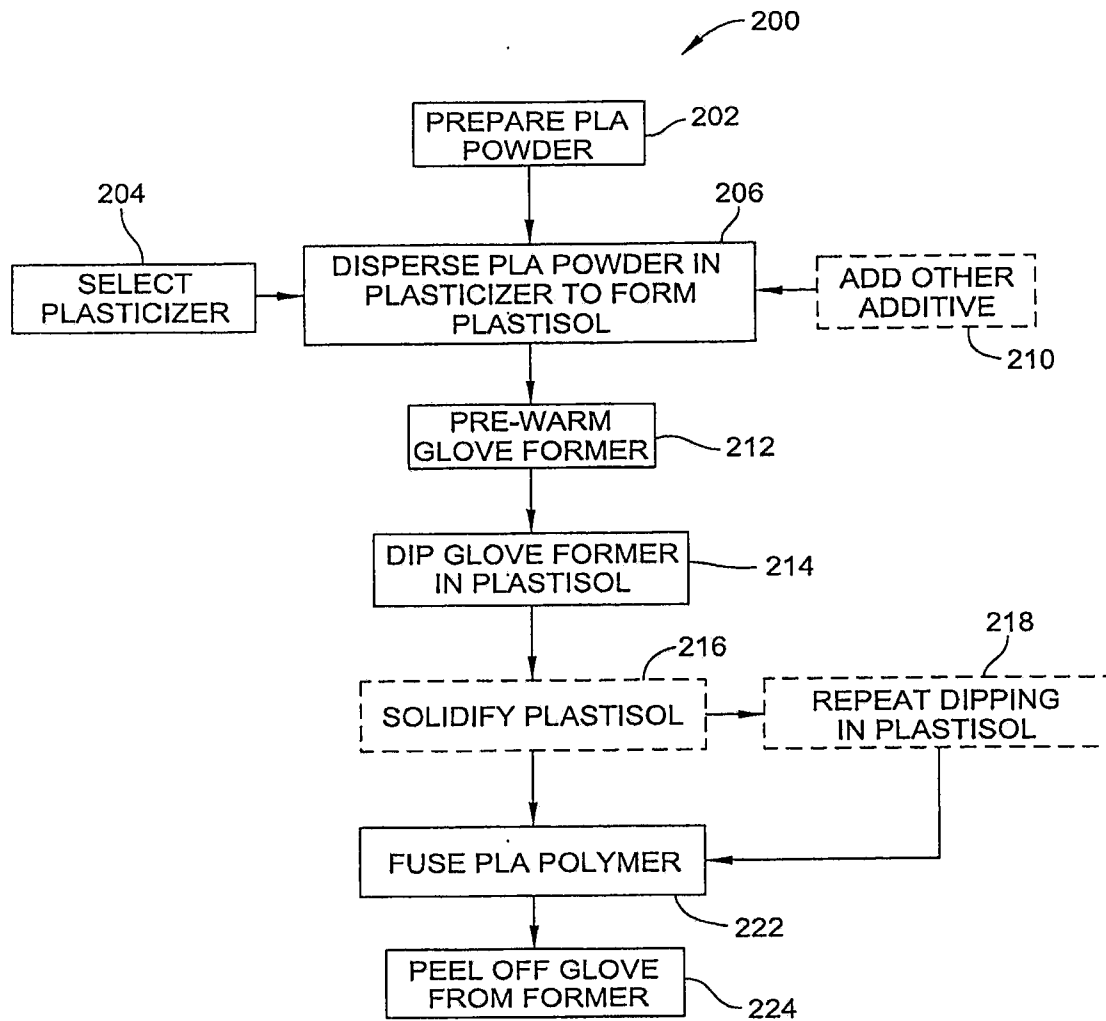 200
PREPARE PLA
POWDER
202
204
206
SELECT
PLASTICIZER
DISPERSE PLA POWDER IN
PLASTICIZER TO FORM
PLASTISOL
ADD OTHER
ADDITIVE
210
PRE-WARM
GLOVE FORMER
212
DIP GLOVE FORMER
IN PLASTISOL
214
216
218
SOLIDIFY PLASTISOL
REPEAT DIPPING
IN PLASTISOL
FUSE PLA POLYMER
222
PEEL OFF GLOVE
FROM FORMER
224